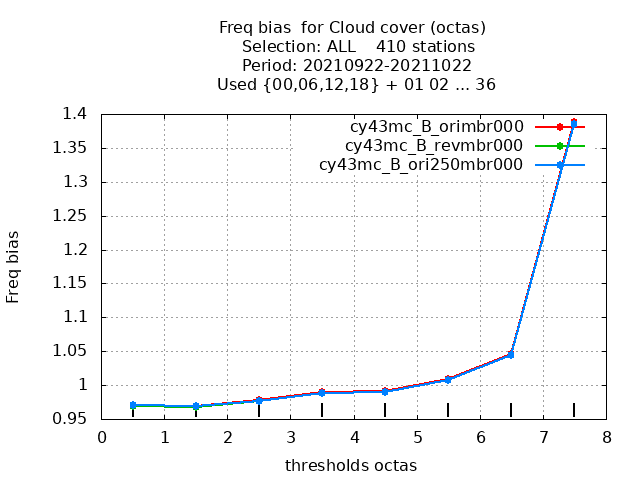 Freq bias  for Cloud cover (octas)
Selection: ALL    410 stations
Period: 20210922-20211022
Used {00,06,12,18} + 01 02 ... 36
cy43mc_B_orimbr000
cy43mc_B_revmbr000
cy43mc_B_ori250mbr000
1.4
1.35
1.3
1.25
1.2
1.15
1.1
1.05
1
0.95
Freq bias
0 1 2 3 4 5 6 7 8
thresholds octas